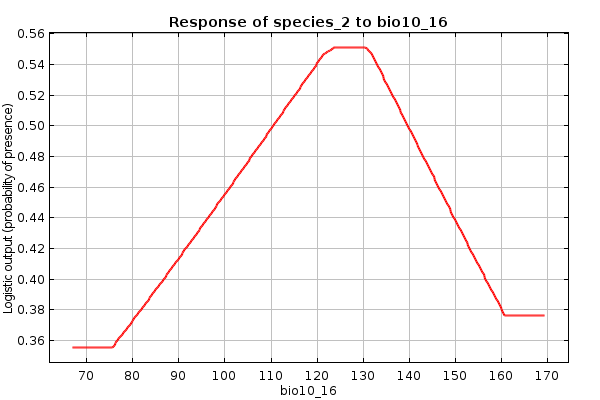 Response of species_2 to bio10_16
Logistic output (probability of presence)
0.56
0.54
0.52
0.50
0.48
0.46
0.44
0.42
0.40
0.38
0.36
70 80 90 100 110 120 130 140 150 160 170
bio10_16